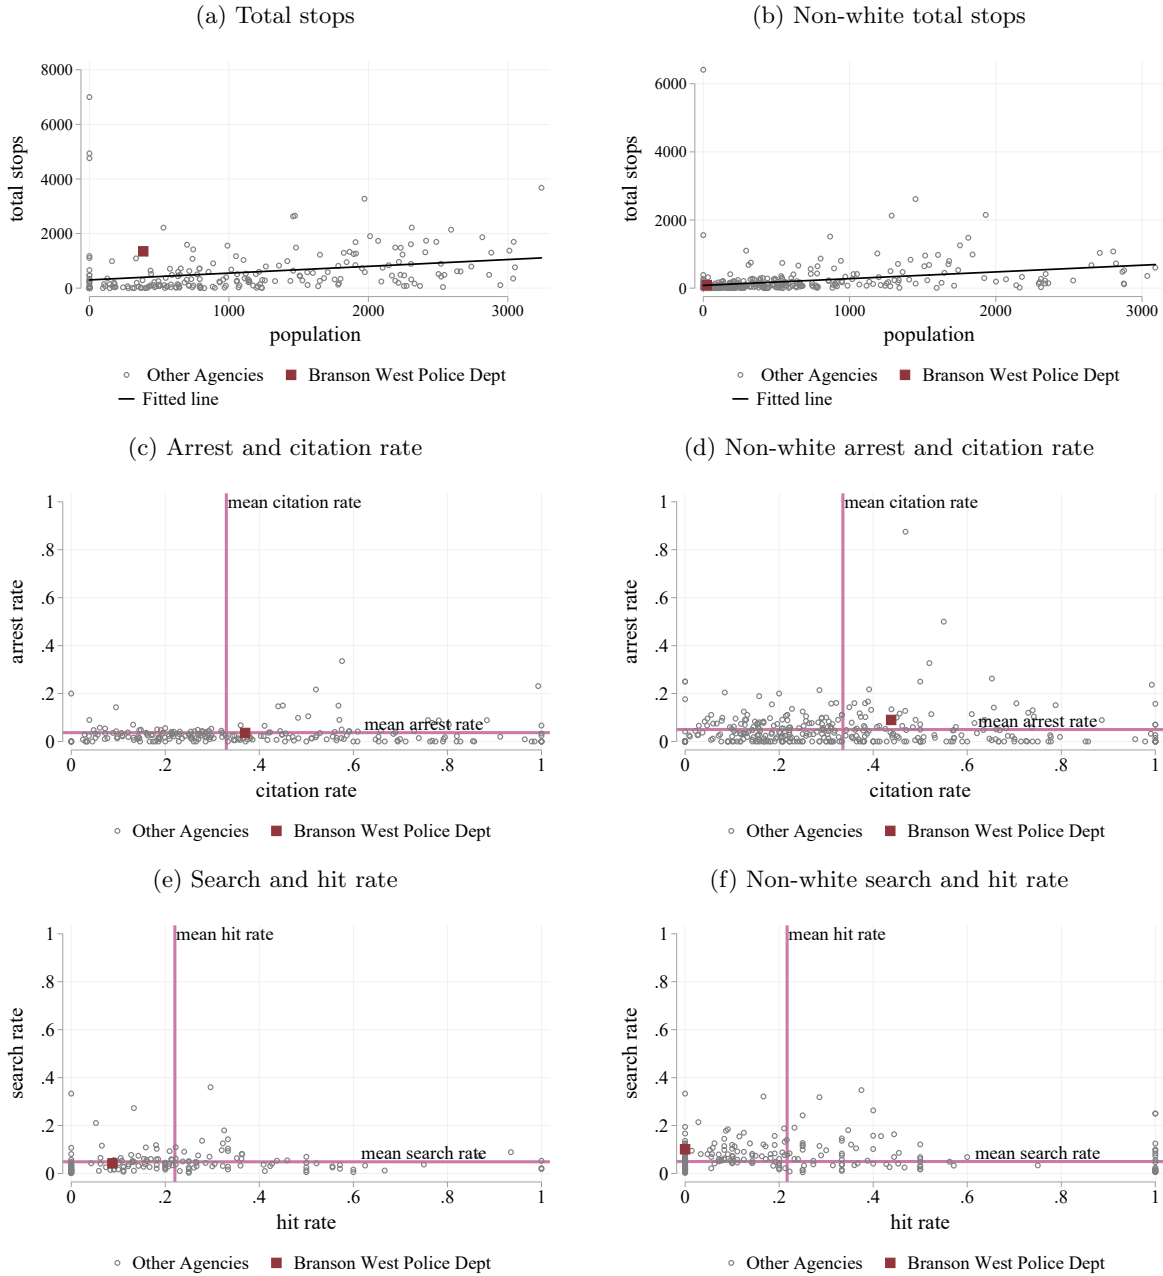 (a) Total stops
8000
6000
4000
2000
0
total stops
0 1000 2000 3000
population
Other Agencies Branson West Police Dept
Fitted line
(b) Non-white total stops
6000
4000
2000
0
total stops
0 1000 2000 3000
population
Other Agencies Branson West Police Dept
Fitted line
(c) Arrest and citation rate
1
.8
.6
.4
.2
0
arrest rate
mean citation rate
mean arrest rate
0 .2 .4 .6 .8 1
citation rate
Other Agencies Branson West Police Dept
(d) Non-white arrest and citation rate
1
.8
.6
.4
.2
0
arrest rate
mean citation rate
mean arrest rate
0 .2 .4 .6 .8 1
citation rate
Other Agencies Branson West Police Dept
(e) Search and hit rate
1
.8
.6
.4
.2
0
search rate
mean hit rate
mean search rate
0 .2 .4 .6 .8 1
hit rate
Other Agencies Branson West Police Dept
(f) Non-white search and hit rate
1
.8
.6
.4
.2
0
search rate
mean hit rate
mean search rate
0 .2 .4 .6 .8 1
hit rate
Other Agencies Branson West Police Dept